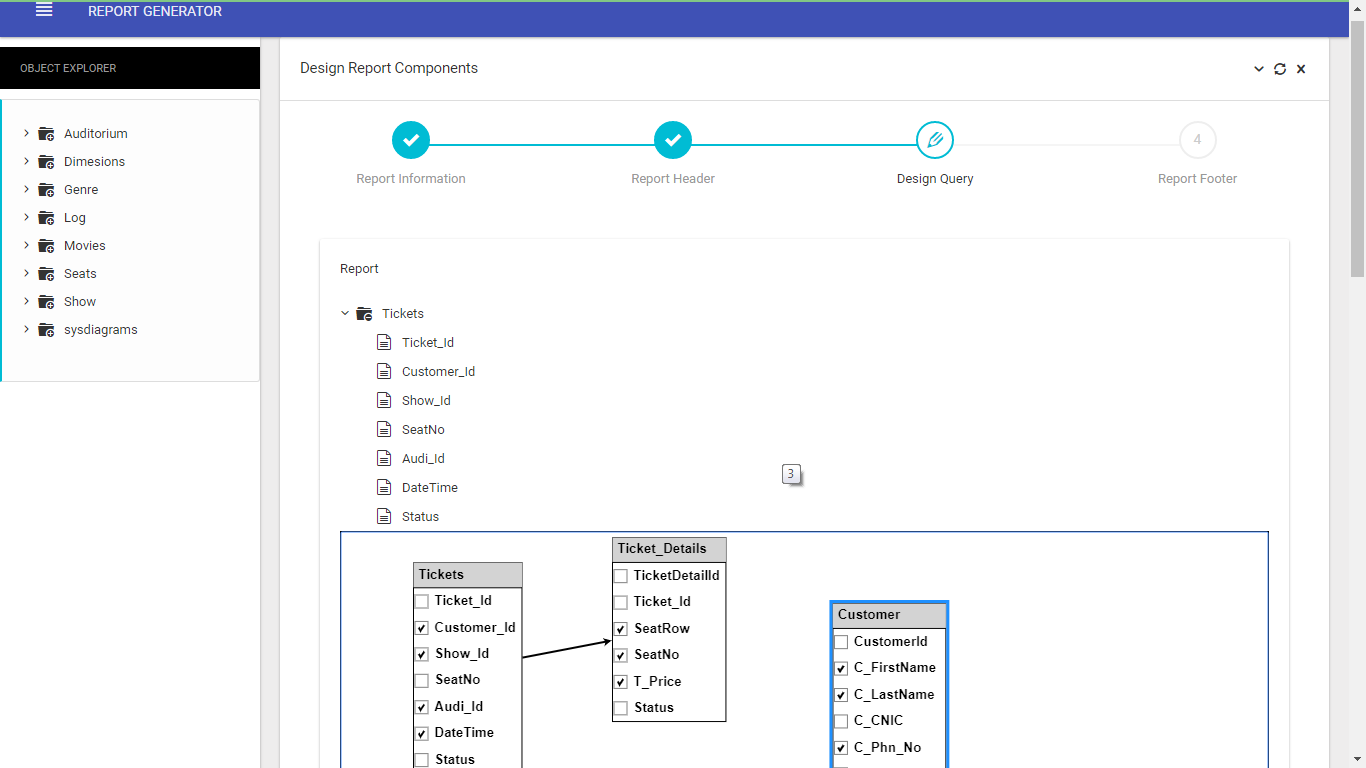 REPORT GENERATOR
OBJECT EXPLORER
Auditorium
Dimesions
Genre
Log
Movies
Seats
Show
sysdiagrams
Design Report Components
4
Report Information
Report Header
Design Query
Report Footer
Report
Tickets
Ticket_Id
Customer_Id
Show_Id
SeatNo
Audi_Id
DateTime
Status
3
Tickets
Ticket_Id
Customer_Id
Show_Id
SeatNo
Audi_Id
DateTime
Status
Ticket_Details
TicketDetailId
Ticket_Id
SeatRow
SeatNo
T_Price
Status
Customer
CustomerId
C_FirstName
C_LastName
C_CNIC
C_Phn_No